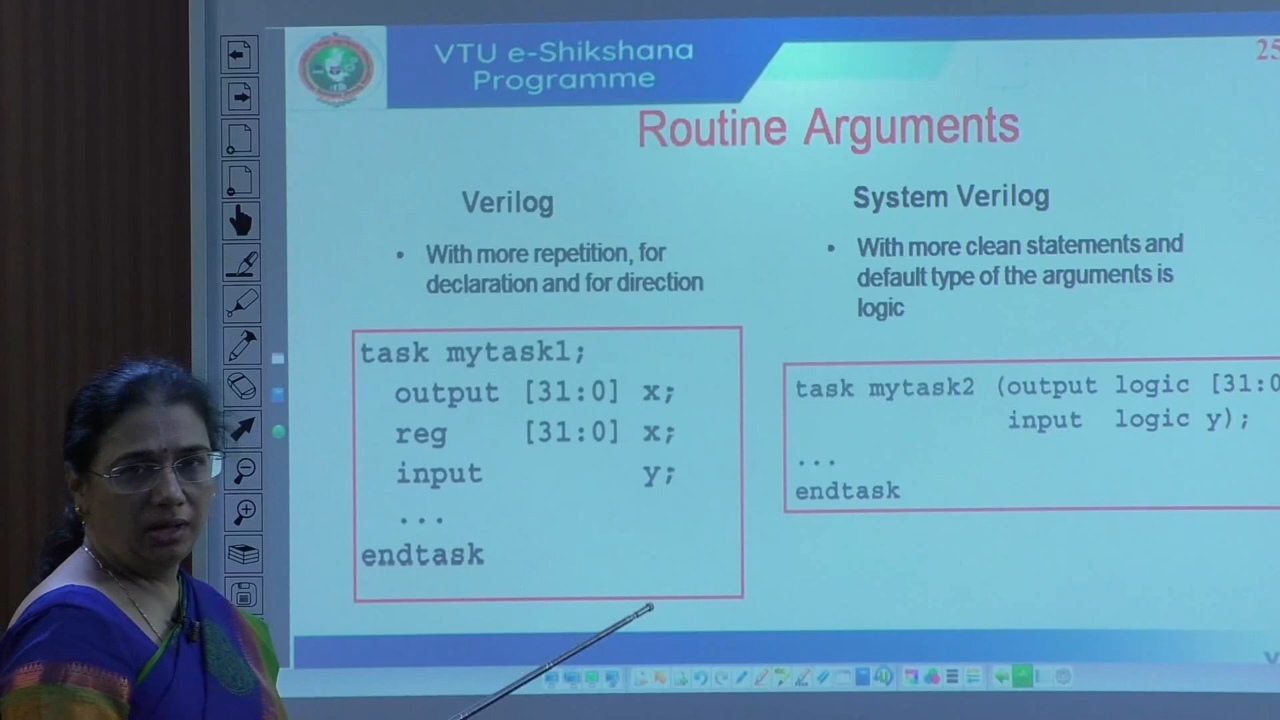 VTU e-Shikshana
Programme
25
Routine Arguments
Verilog
• With more repetition, for
declaration and for direction
task mytask1;
output [31:0] x;
reg [31:0] x;
input y;
...
endtask
System Verilog
• With more clean statements and
default type of the arguments is
logic
task mytask2 (output logic [31:0
input logic y);
...
endtask